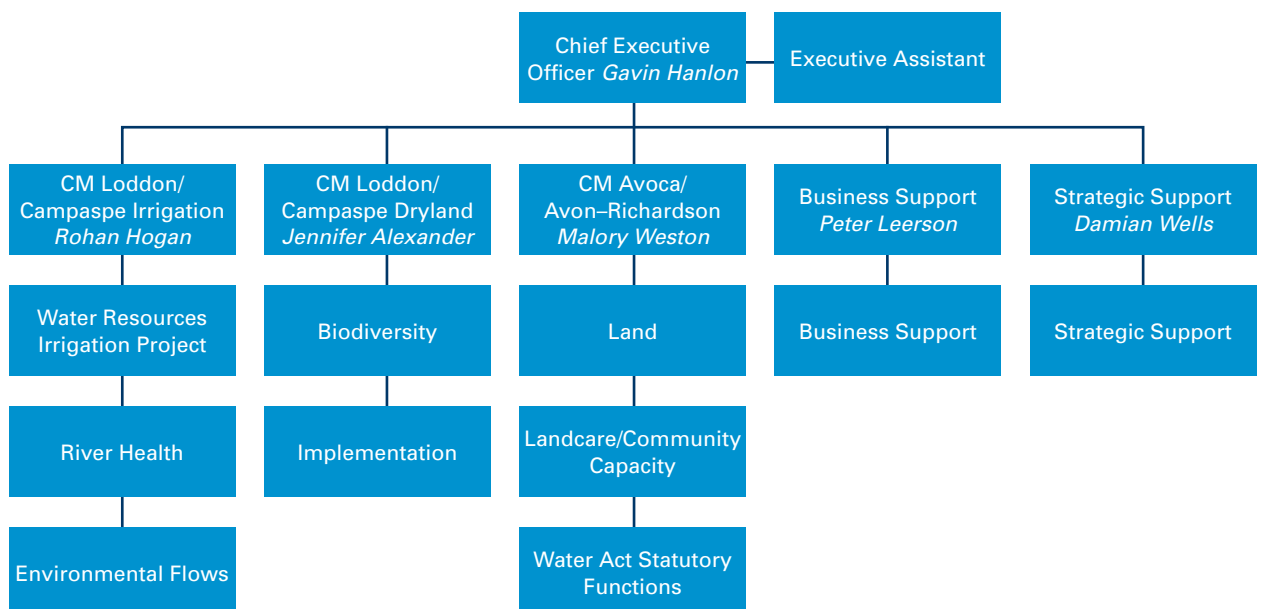 Chief Executive
Officer Gavin Hanlon
Executive Assistant
CM Loddon/
Campaspe Irrigation
Rohan Hogan
CM Loddon/
Campaspe Dryland
Jennifer Alexander
CM Avoca/
Avon–Richardson
Malory Weston
Business Support
Peter Leerson
Strategic Support
Damian Wells
Water Resources
Irrigation Project
Biodiversity
Land
Business Support
Strategic Support
River Health
Implementation
Landcare/Community
Capacity
Environmental Flows
Water Act Statutory
Functions